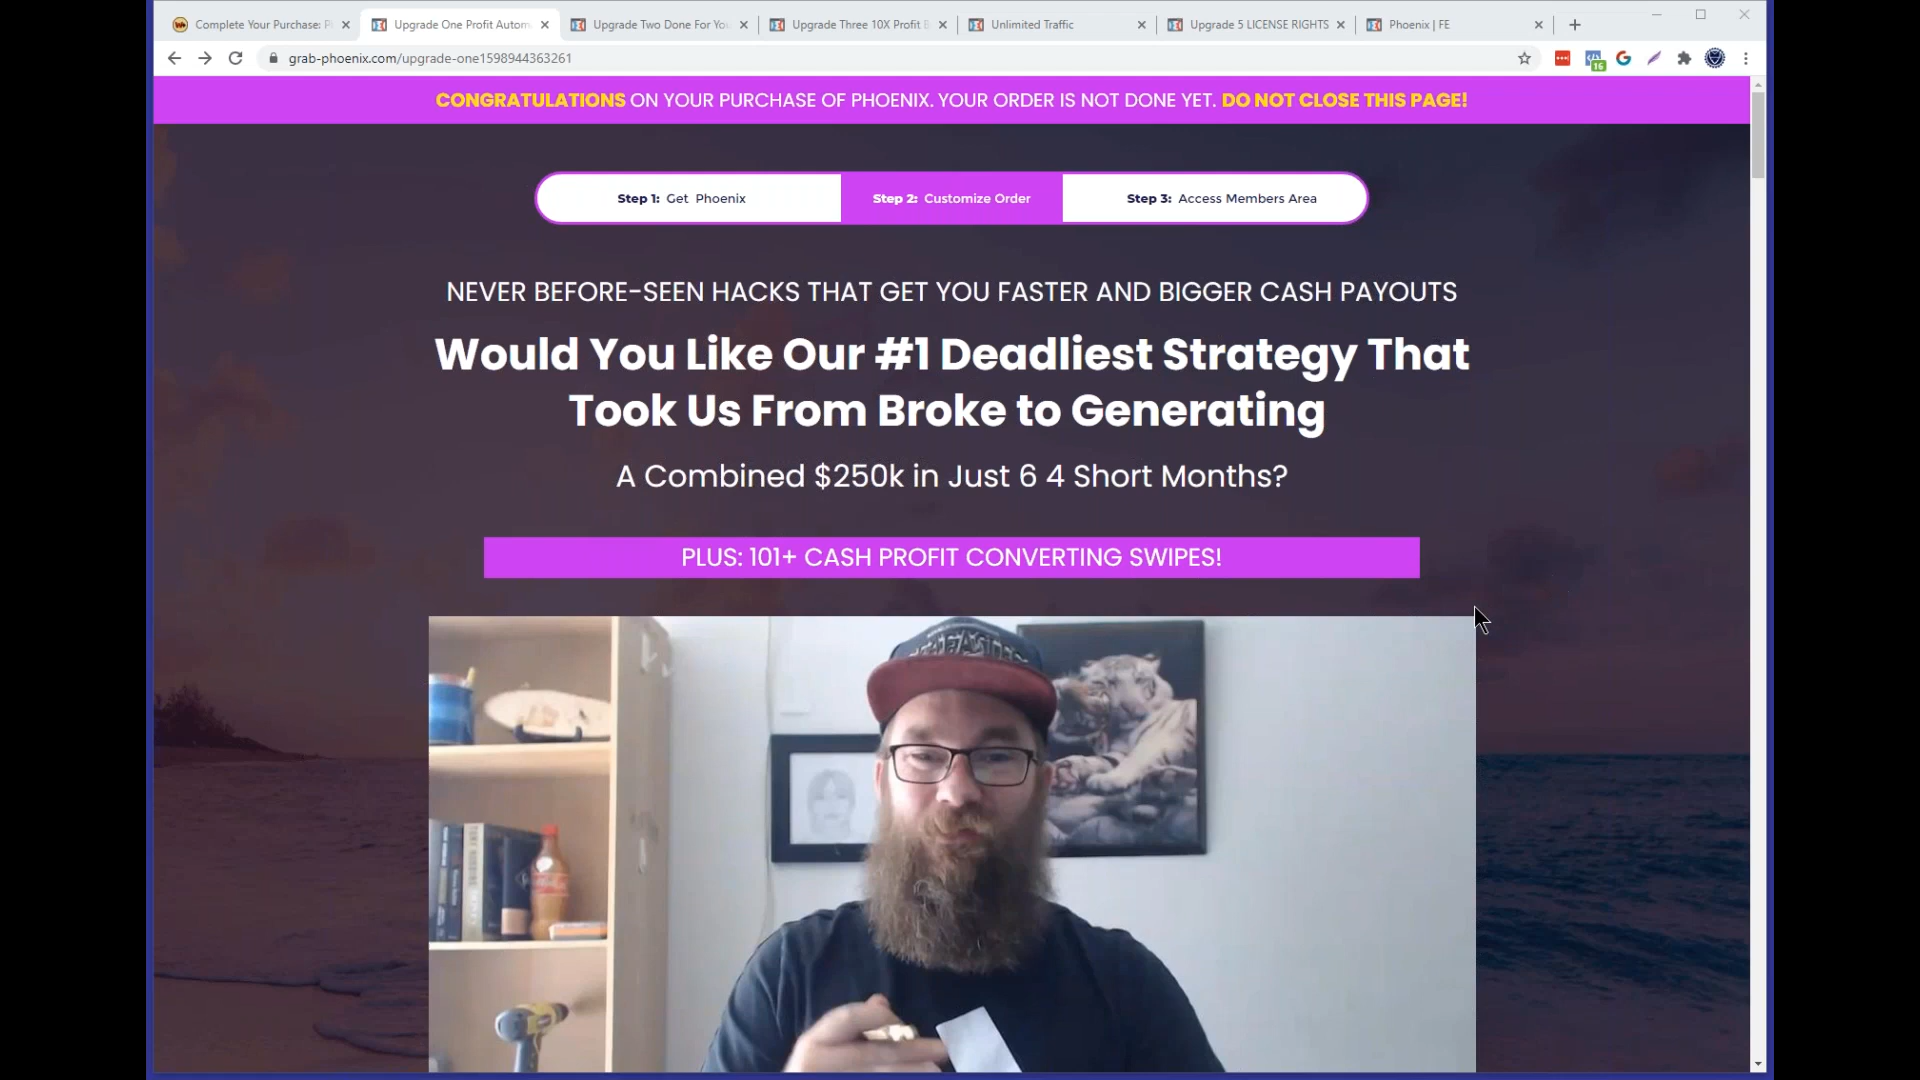 Complete Your Purchase: P
Upgrade One Profit Autom
Upgrade Two Done For You
Upgrade Three 10X Profit B
Unlimited Traffic
Upgrade 5 LICENSE RIGHTS
Phoenix | FE
grab-phoenix.com/upgrade-one1598944363261
16
CONGRATULATIONS ON YOUR PURCHASE OF PHOENIX. YOUR ORDER IS NOT DONE YET. DO NOT CLOSE THIS PAGE!
Step 1: Get Phoenix
Step 2: Customize Order
Step 3: Access Members Area
NEVER BEFORE-SEEN HACKS THAT GET YOU FASTER AND BIGGER CASH PAYOUTS
Would You Like Our #1 Deadliest Strategy That
Took Us From Broke to Generating
A Combined $250k in Just 6 4 Short Months?
PLUS: 101+ CASH PROFIT CONVERTING SWIPES!